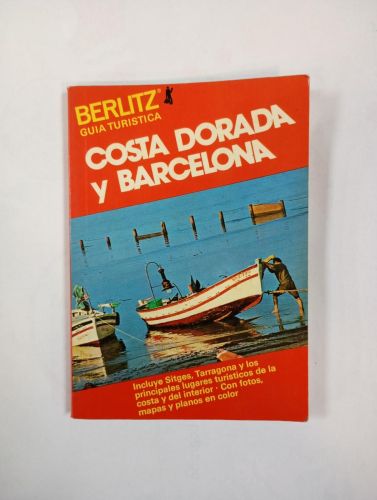 BERLITZ®
GUIA TURISTICA
COSTA DORADA
Y BARCELONA
Incluye Sitges, Tarragona y los
principales lugares turísticos de la
costa y del interior · Con fotos,
mapas y planos en color